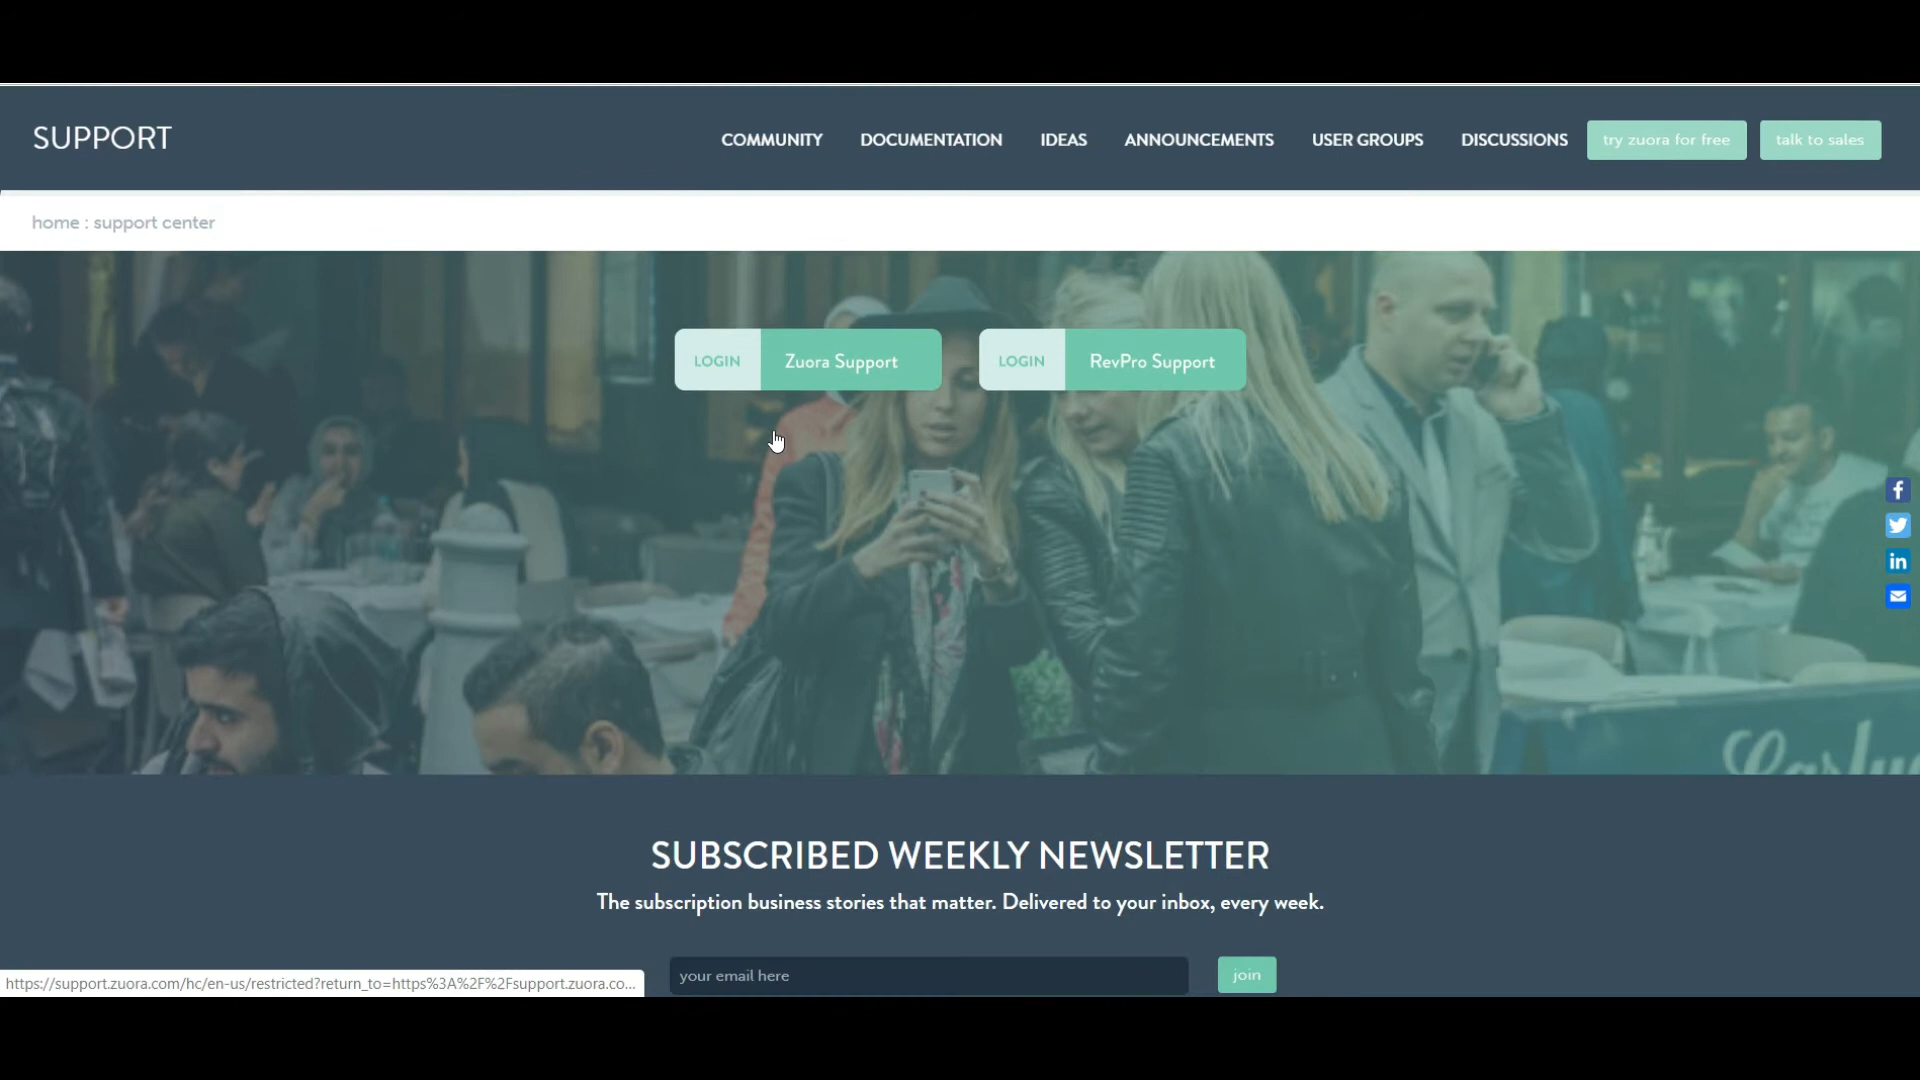 SUPPORT
COMMUNITY DOCUMENTATION IDEAS ANNOUNCEMENTS USER GROUPS DISCUSSIONS try zuora for free talk to sales
home : support center
LOGIN Zuora Support LOGIN RevPro Support
SUBSCRIBED WEEKLY NEWSLETTER
The subscription business stories that matter. Delivered to your inbox, every week.
your email here join
https://support.zuora.com/hc/en-us/restricted?return_to=https%3A%2F%2Fsupport.zuora.co...